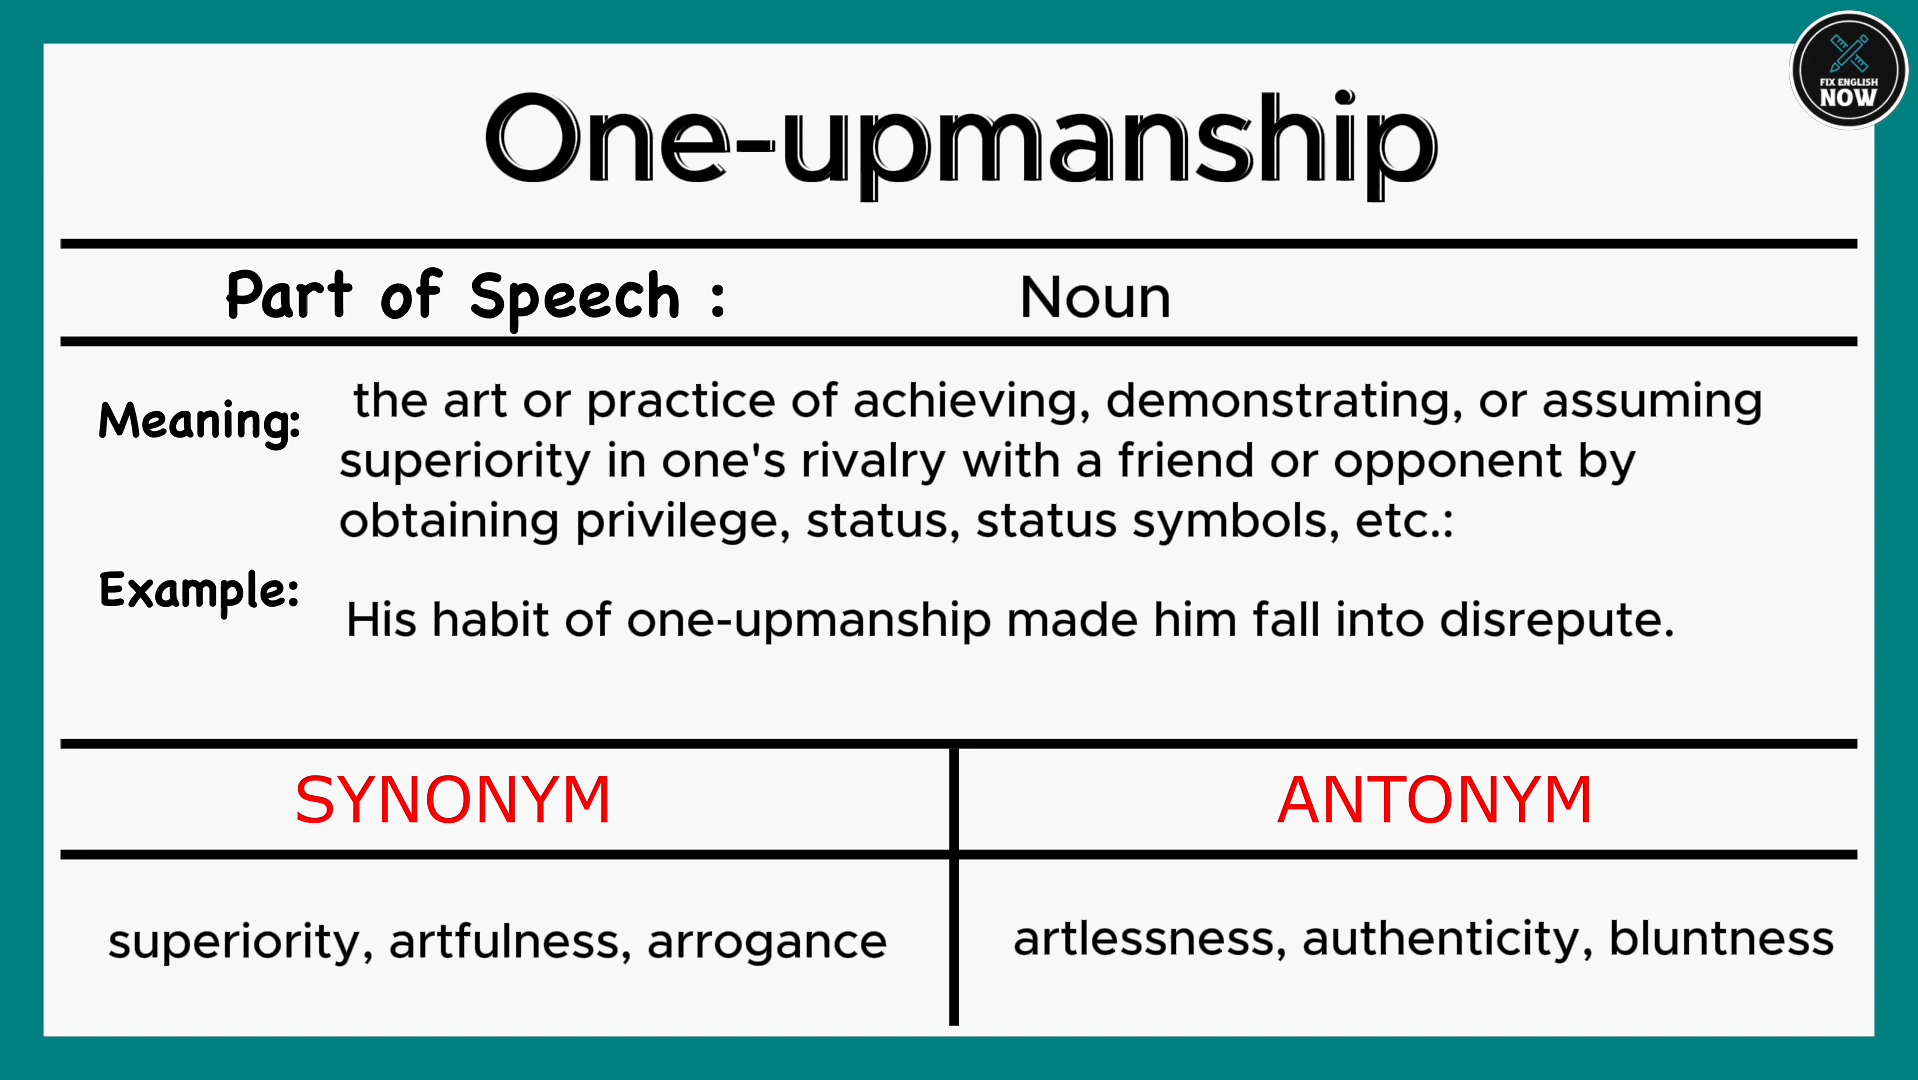 FIX ENGLISH
NOW
One-upmanship
Part of Speech : Noun
Meaning: the art or practice of achieving, demonstrating, or assuming
superiority in one's rivalry with a friend or opponent by
obtaining privilege, status, status symbols, etc.:
Example: His habit of one-upmanship made him fall into disrepute.
SYNONYM ANTONYM
superiority, artfulness, arrogance artlessness, authenticity, bluntness